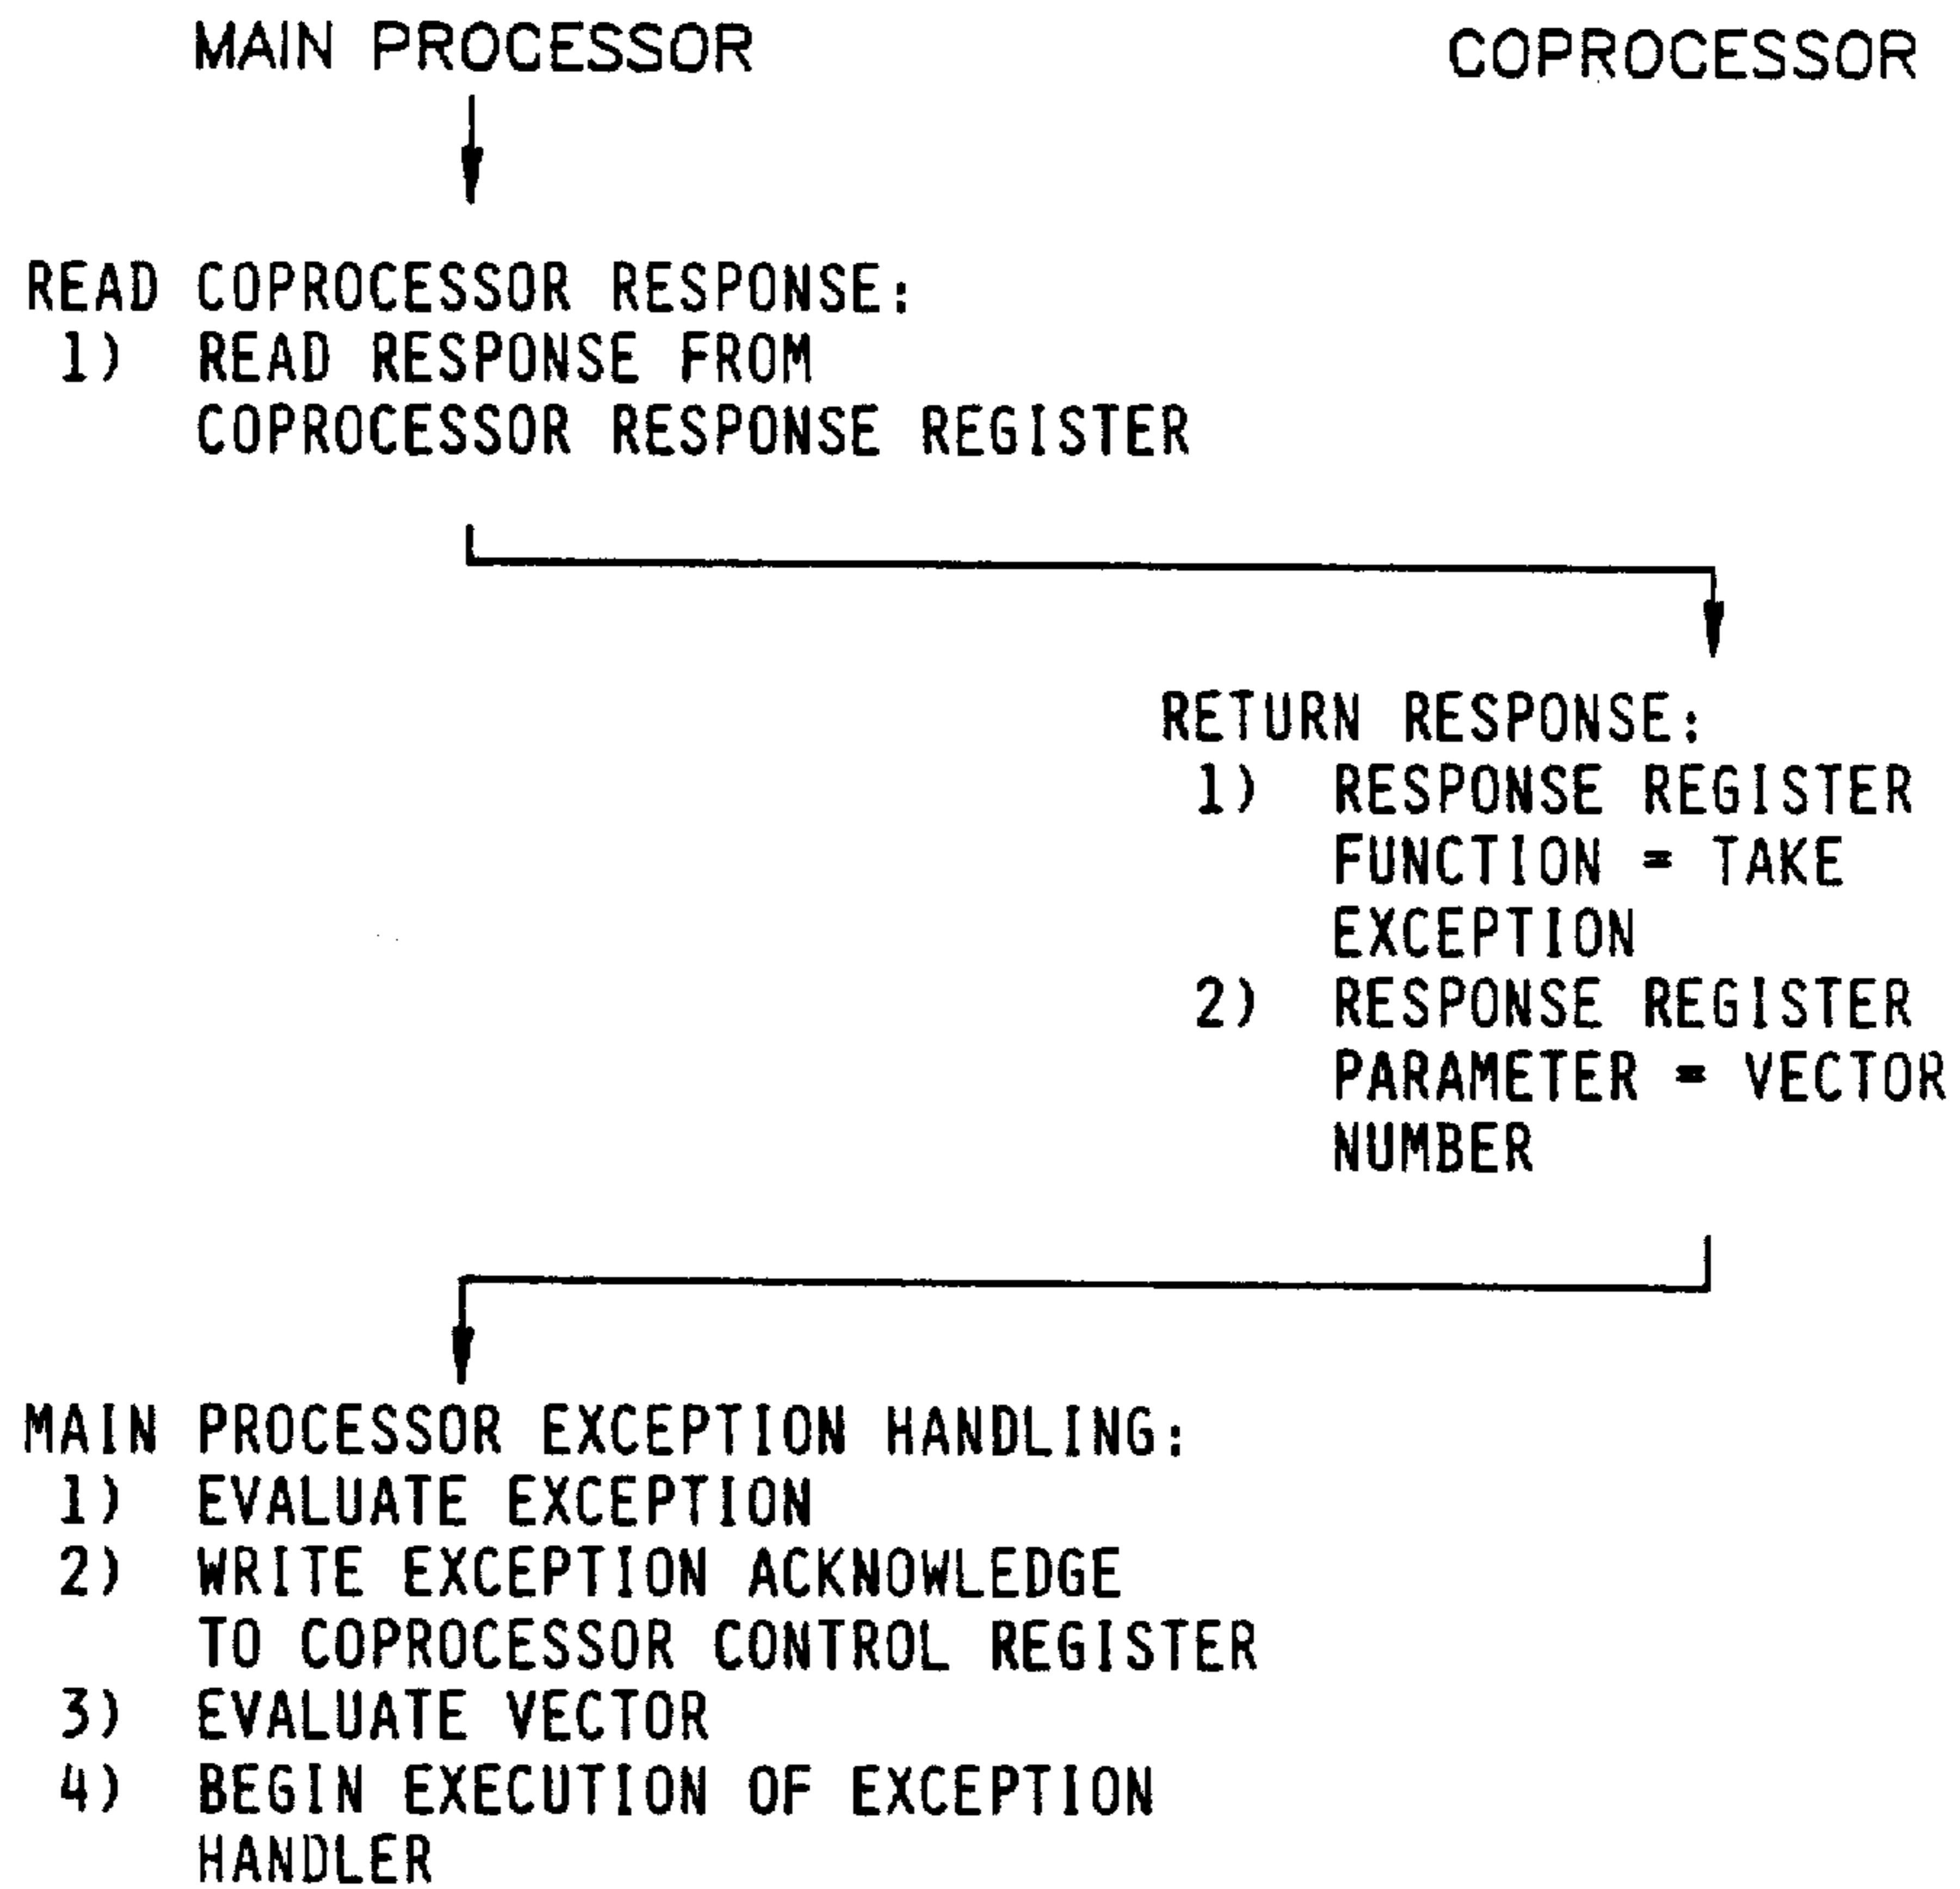 MAIN PROCESSOR
COPROCESSOR
READ COPROCESSOR RESPONSE:
1) READ RESPONSE FROM
COPROCESSOR RESPONSE REGISTER
RETURN RESPONSE:
1) RESPONSE REGISTER
FUNCTION = TAKE
EXCEPTION
2) RESPONSE REGISTER
PARAMETER = VECTOR
NUMBER
MAIN PROCESSOR EXCEPTION HANDLING:
1) EVALUATE EXCEPTION
2) WRITE EXCEPTION ACKNOWLEDGE
TO COPROCESSOR CONTROL REGISTER
3) EVALUATE VECTOR
4) BEGIN EXECUTION OF EXCEPTION
HANDLER